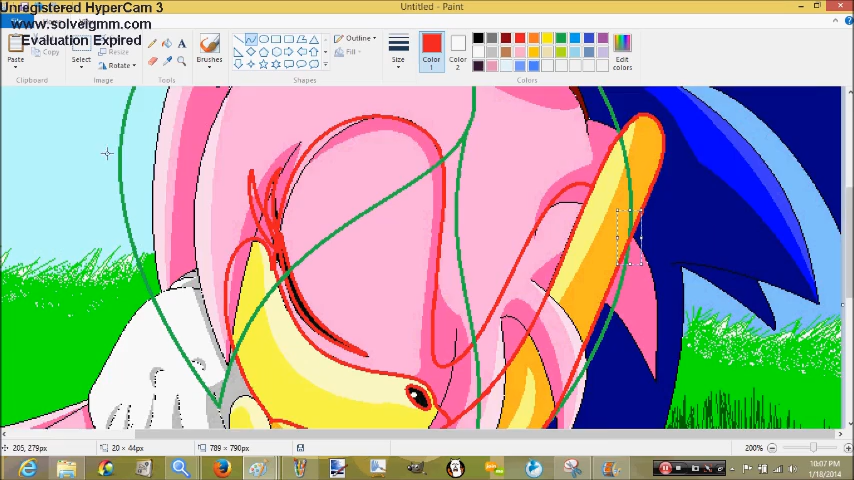 Unregistered HyperCam 3
Untitled - Paint
www.solveigmm.com
Evaluation Expired
Paste
Copy
Select
Resize
Rotate
Brushes
Outline
Fill
Size
Color 1
Color 2
Edit colors
Clipboard
Image
Tools
Shapes
Colors
205, 279px
20 × 44px
789 × 790px
200%
10:07 PM
1/18/2014